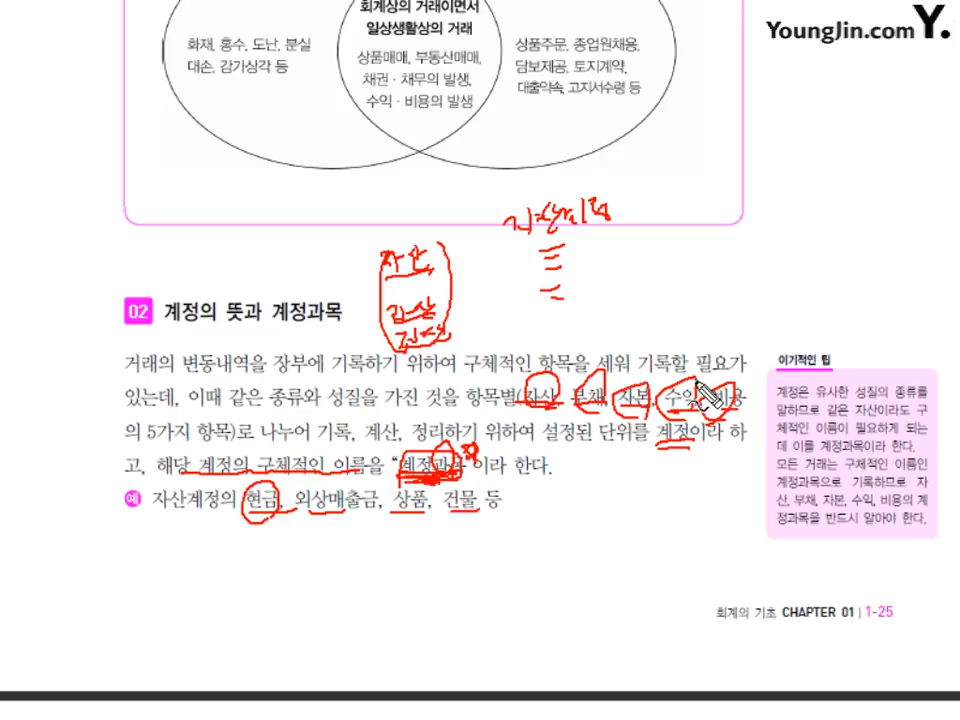 회계상의 거래이면서
일상생활상의 거래
YoungJin.com Y.
화재, 홍수, 도난, 분실
대손, 감가상각 등
상품매매, 부동산매매,
채권·채무의 발생,
수익·비용의 발생
상품주문, 종업원채용,
담보제공, 토지계약,
대출약속, 고지서수령 등
자산
02 계정의 뜻과 계정과목
거래의 변동내역을 장부에 기록하기 위하여 구체적인 항목을 세워 기록할 필요가
있는데, 이때 같은 종류와 성질을 가진 것을 항목별(자산, 부채, 자본, 수익, 비용
의 5가지 항목)로 나누어 기록, 계산, 정리하기 위하여 설정된 단위를 계정이라 하
고, 해당 계정의 구체적인 이름을 "계정과목"이라 한다.
예 자산계정의 현금, 외상매출금, 상품, 건물 등
이기적인 팁
계정은 유사한 성질의 종류를
말하므로 같은 자산이라도 구
체적인 이름이 필요하게 되는
데 이를 계정과목이라 한다.
모든 거래는 구체적인 이름인
계정과목으로 기록하므로 자
산, 부채, 자본, 수익, 비용의 계
정과목을 반드시 알아야 한다.
회계의 기초 CHAPTER 01 | 1-25